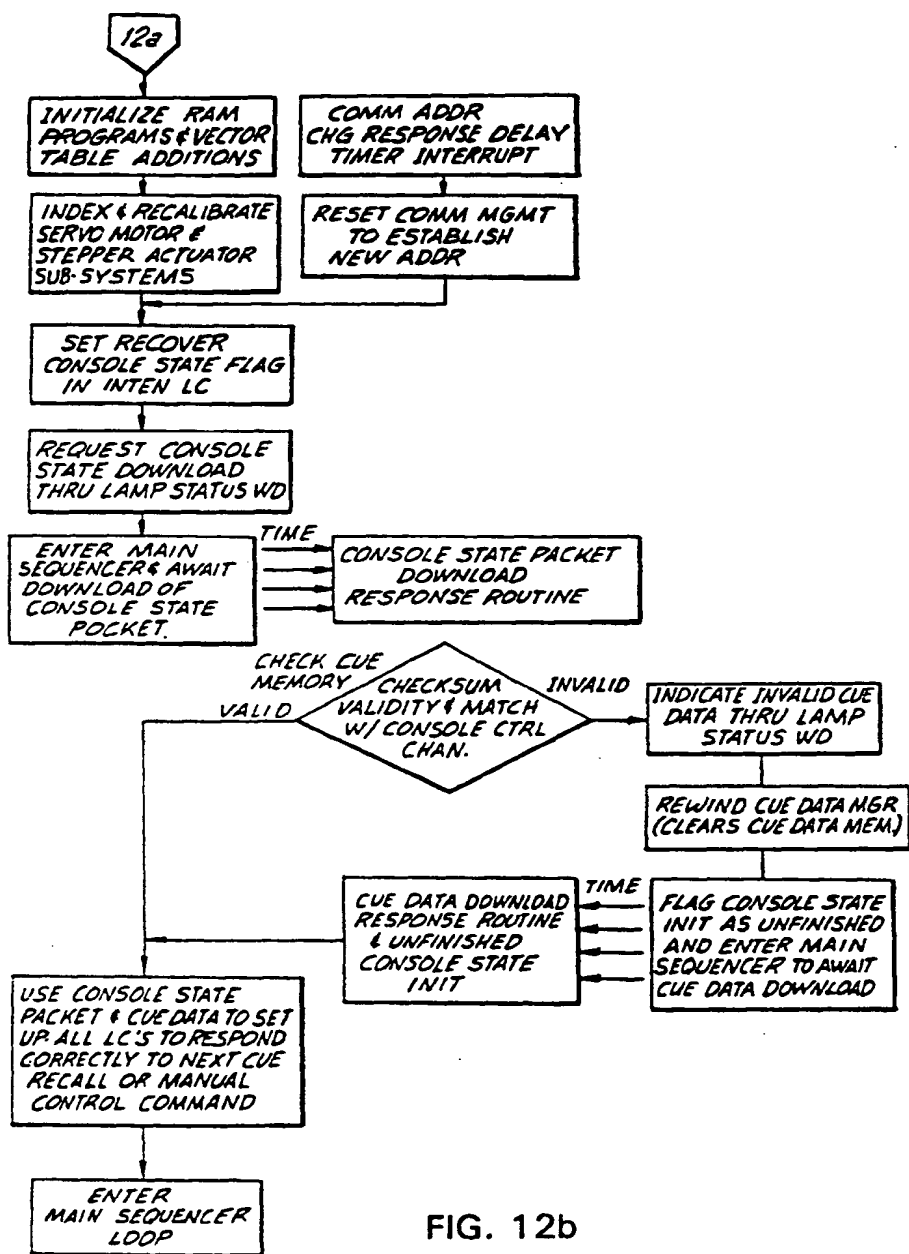 12a
INITIALIZE RAM
PROGRAMS & VECTOR
TABLE ADDITIONS
COMM ADDR
CHG RESPONSE DELAY
TIMER INTERRUPT
INDEX & RECALIBRATE
SERVO MOTOR &
STEPPER ACTUATOR
SUB-SYSTEMS
RESET COMM MGMT
TO ESTABLISH
NEW ADDR
SET RECOVER
CONSOLE STATE FLAG
IN INTEN LC
REQUEST CONSOLE
STATE DOWNLOAD
THRU LAMP STATUS WD
ENTER MAIN
SEQUENCER & AWAIT
DOWNLOAD OF
CONSOLE STATE
POCKET.
TIME
CONSOLE STATE PACKET
DOWNLOAD
RESPONSE ROUTINE
CHECK CUE
MEMORY
VALID
CHECKSUM
VALIDITY & MATCH
W/ CONSOLE CTRL
CHAN.
INVALID
INDICATE INVALID CUE
DATA THRU LAMP
STATUS WD
REWIND CUE DATA MGR
(CLEARS CUE DATA MEM.)
FLAG CONSOLE STATE
INIT AS UNFINISHED
AND ENTER MAIN
SEQUENCER TO AWAIT
CUE DATA DOWNLOAD
TIME
CUE DATA DOWNLOAD
RESPONSE ROUTINE
& UNFINISHED
CONSOLE STATE
INIT
USE CONSOLE STATE
PACKET & CUE DATA TO SET
UP ALL LC'S TO RESPOND
CORRECTLY TO NEXT CUE
RECALL OR MANUAL
CONTROL COMMAND
ENTER
MAIN SEQUENCER
LOOP
FIG. 12b